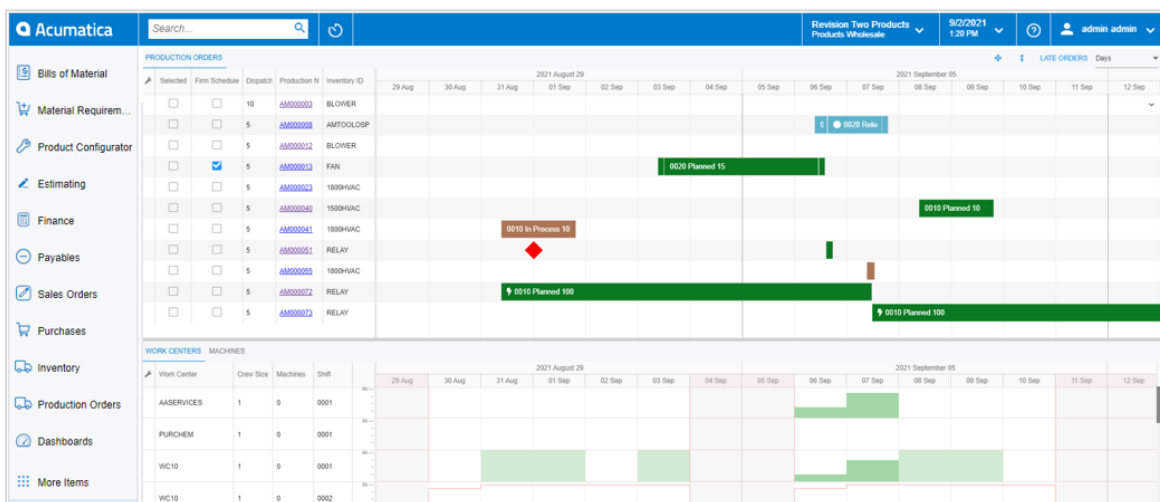 Acumatica
Search...
Revision Two Products
Products Wholesale
9/2/2021
1:20 PM
admin admin
Bills of Material
Material Requirem...
Product Configurator
Estimating
Finance
Payables
Sales Orders
Purchases
Inventory
Production Orders
Dashboards
More Items
PRODUCTION ORDERS
LATE ORDERS Days
Selected Firm Schedule Dispatch Production N Inventory ID
2021 August 29 2021 September 05
29 Aug 30 Aug 31 Aug 01 Sep 02 Sep 03 Sep 04 Sep 05 Sep 06 Sep 07 Sep 08 Sep 09 Sep 10 Sep 11 Sep 12 Sep
10 AM000003 BLOWER
5 AM000008 AMTOOLOSP 0020 Rele
5 AM000012 BLOWER
5 AM000013 FAN 0020 Planned 15
5 AM000023 1800HVAC
5 AM000040 1500HVAC 0010 Planned 10
5 AM000041 1800HVAC 0010 In Process 10
5 AM000051 RELAY
5 AM000055 1800HVAC
5 AM000072 RELAY 0010 Planned 100
5 AM000073 RELAY 0010 Planned 100
WORK CENTERS MACHINES
Work Center Crew Size Machines Shift
2021 August 29 2021 September 05
29 Aug 30 Aug 31 Aug 01 Sep 02 Sep 03 Sep 04 Sep 05 Sep 06 Sep 07 Sep 08 Sep 09 Sep 10 Sep 11 Sep 12 Sep
AASERVICES 1 0 0001
PURCHEM 1 0 0001
WC10 1 0 0001
WC10 1 0 0002